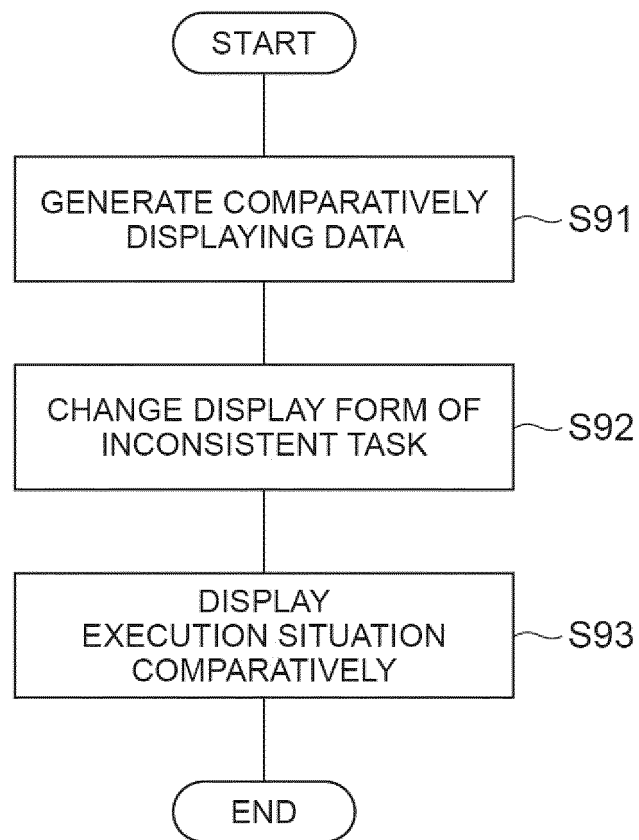 START
GENERATE COMPARATIVELY
DISPLAYING DATA
S91
CHANGE DISPLAY FORM OF
INCONSISTENT TASK
S92
DISPLAY
EXECUTION SITUATION
COMPARATIVELY
S93
END